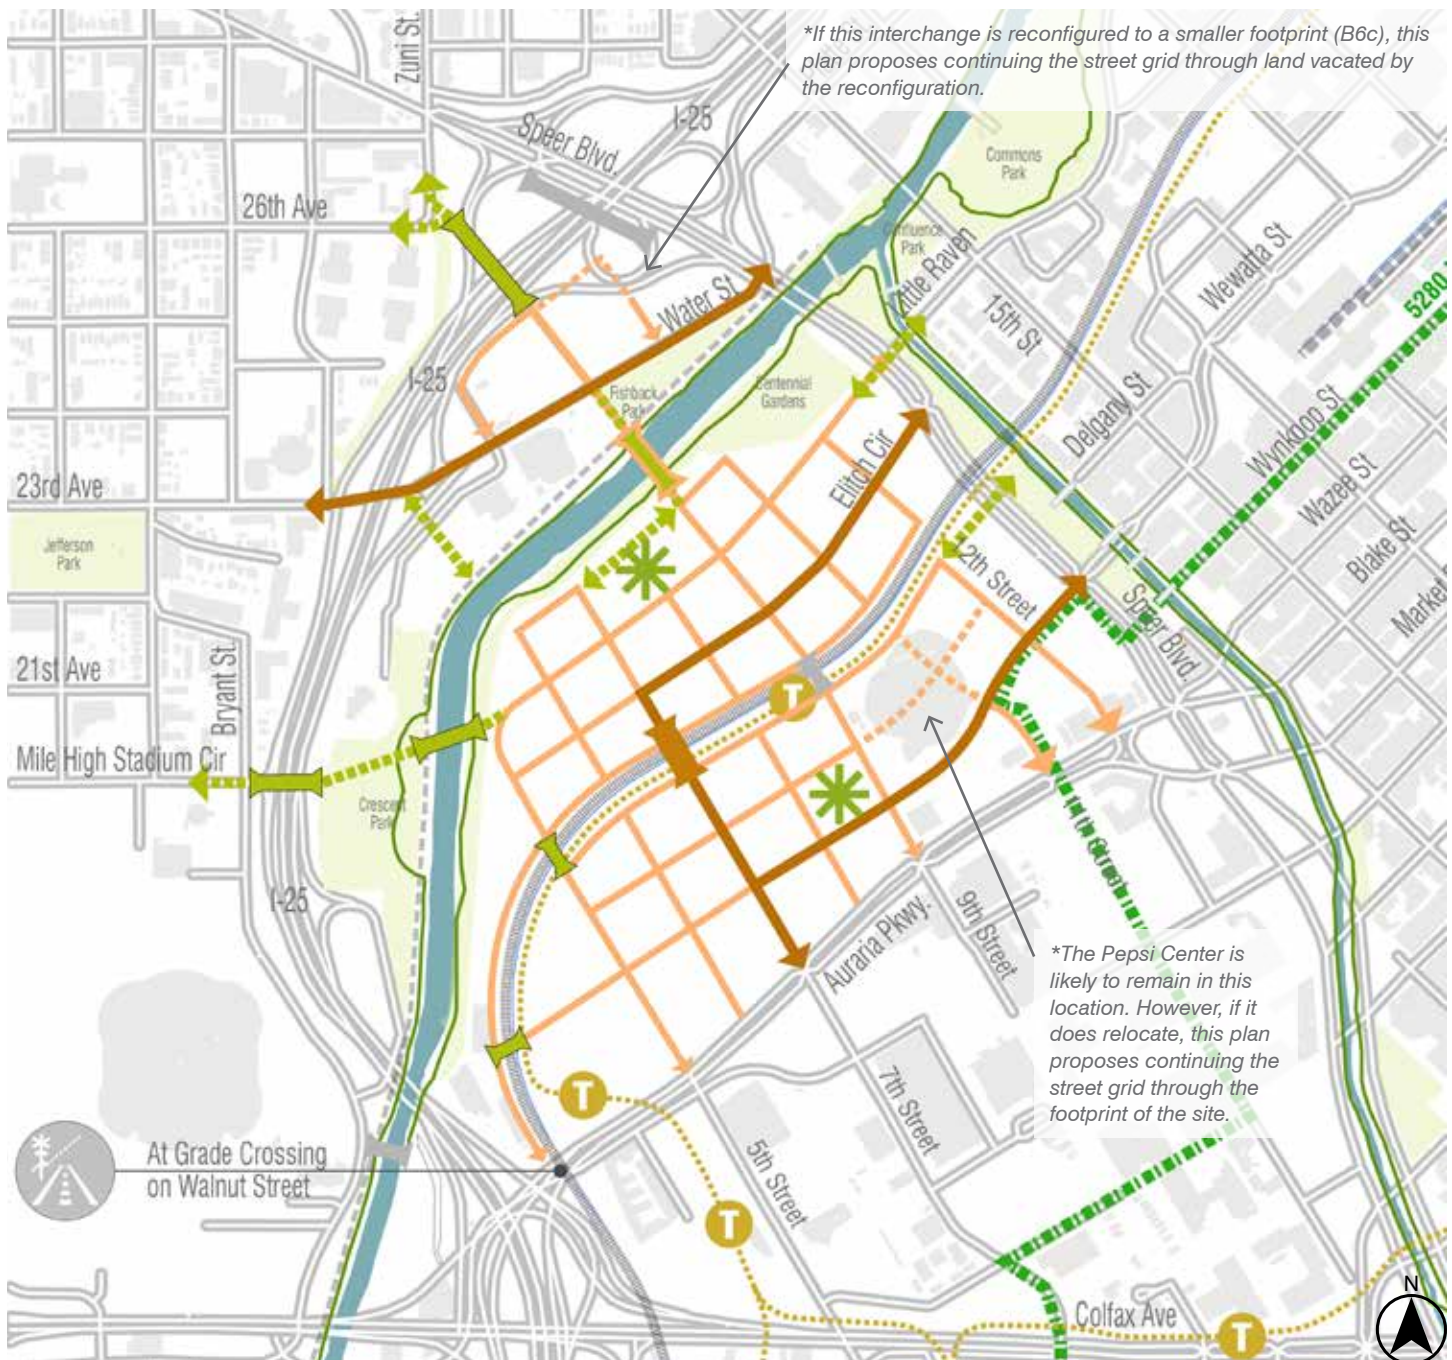 *If this interchange is reconfigured to a smaller footprint (B6c), this
plan proposes continuing the street grid through land vacated by
the reconfiguration.
Zuni St.
I-25
Speer Blvd.
Commons
Park
26th Ave
Confluence
Park
Little Raven
Wewatta St
15th St
5280
Water St
I-25
Fishback
Park
Centennial
Gardens
Delgany St
Wynkoop St
Elitch Cir
Wazee St
23rd Ave
Blake St
Jefferson
Park
12th Street
Market
Speer Blvd.
21st Ave
Bryant St.
T
Mile High Stadium Cir
Crescent
Park
I-25
9th Street
Auraria Pkwy.
*The Pepsi Center is
likely to remain in this
location. However, if it
does relocate, this plan
proposes continuing the
street grid through the
footprint of the site.
T
7th Street
At Grade Crossing
on Walnut Street
5th Street
T
N
Colfax Ave
T